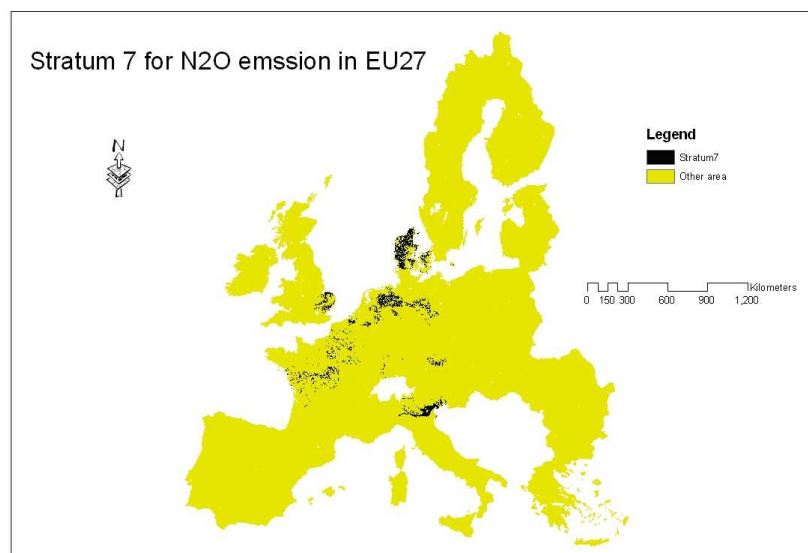 Stratum 7 for N2O emssion in EU27
N
Legend
Stratum7
Other area
Kilometers
0 150 300 600 900 1,200